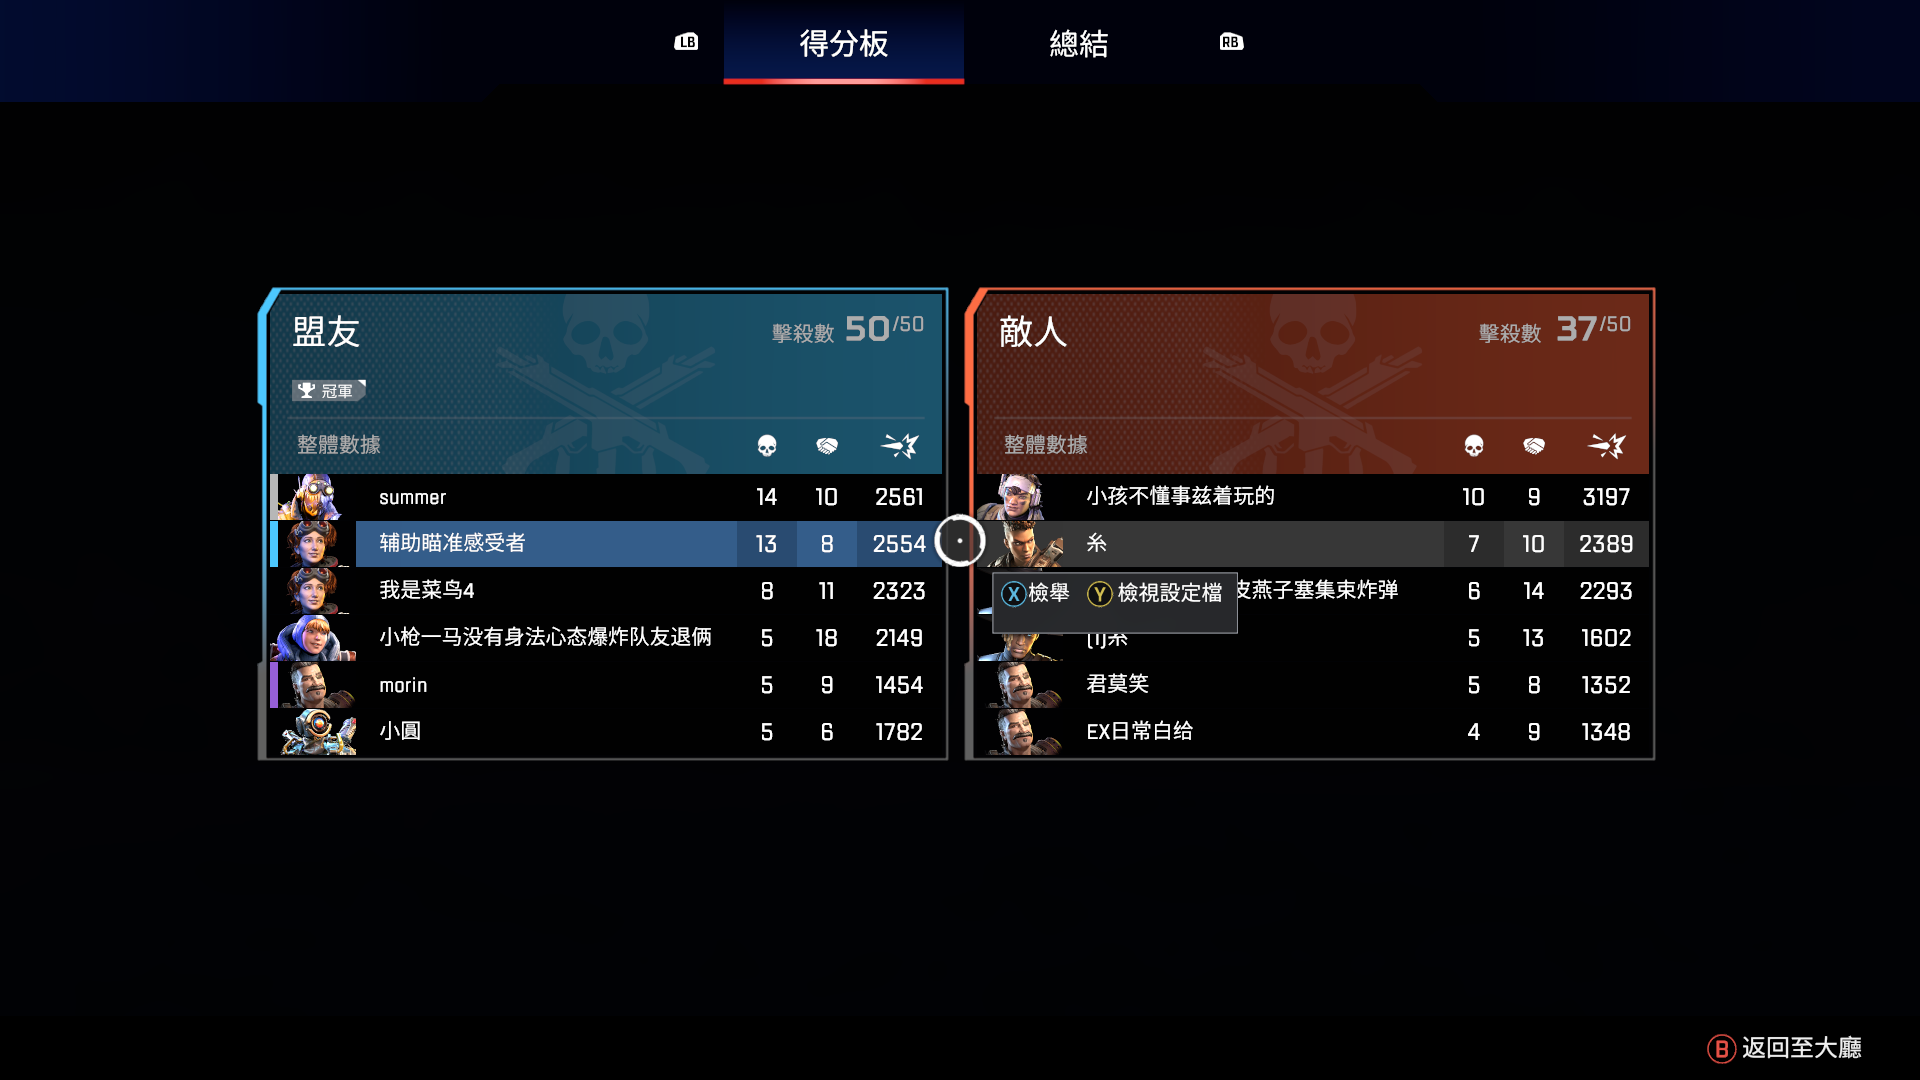 LB 得分板 總結 RB
盟友 擊殺數 50/50
冠軍
整體數據
summer 14 10 2561
辅助瞄准感受者 13 8 2554
我是菜鸟4 8 11 2323
小枪一马没有身法心态爆炸队友退俩 5 18 2149
morin 5 9 1454
小圓 5 6 1782
敵人 擊殺數 37/50
整體數據
小孩不懂事兹着玩的 10 9 3197
糸 7 10 2389
X 檢舉 Y 檢視設定檔
皮燕子塞集束炸弹 6 14 2293
5 13 1602
君莫笑 5 8 1352
EX日常白给 4 9 1348
B 返回至大廳